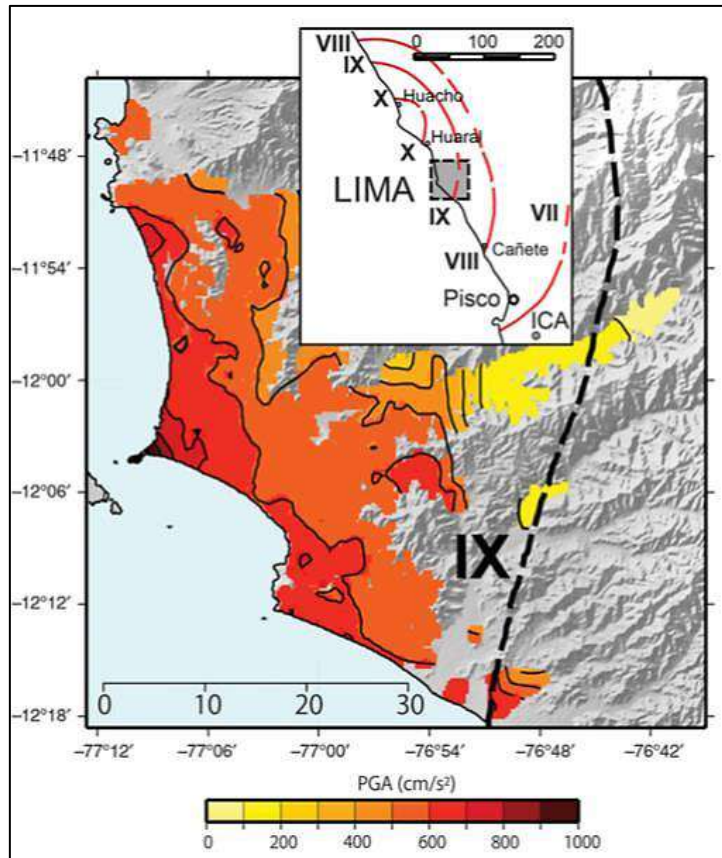 0 100 200
VIII
IX
X Huacho
Huaral
X
LIMA
IX
VII
Cañete
VIII
Pisco
ICA
−11°48′
−11°54′
−12°00′
−12°06′
−12°12′
−12°18′
IX
0 10 20 30
−77°12′ −77°06′ −77°00′ −76°54′ −76°48′ −76°42′
PGA (cm/s²)
0 200 400 600 800 1000